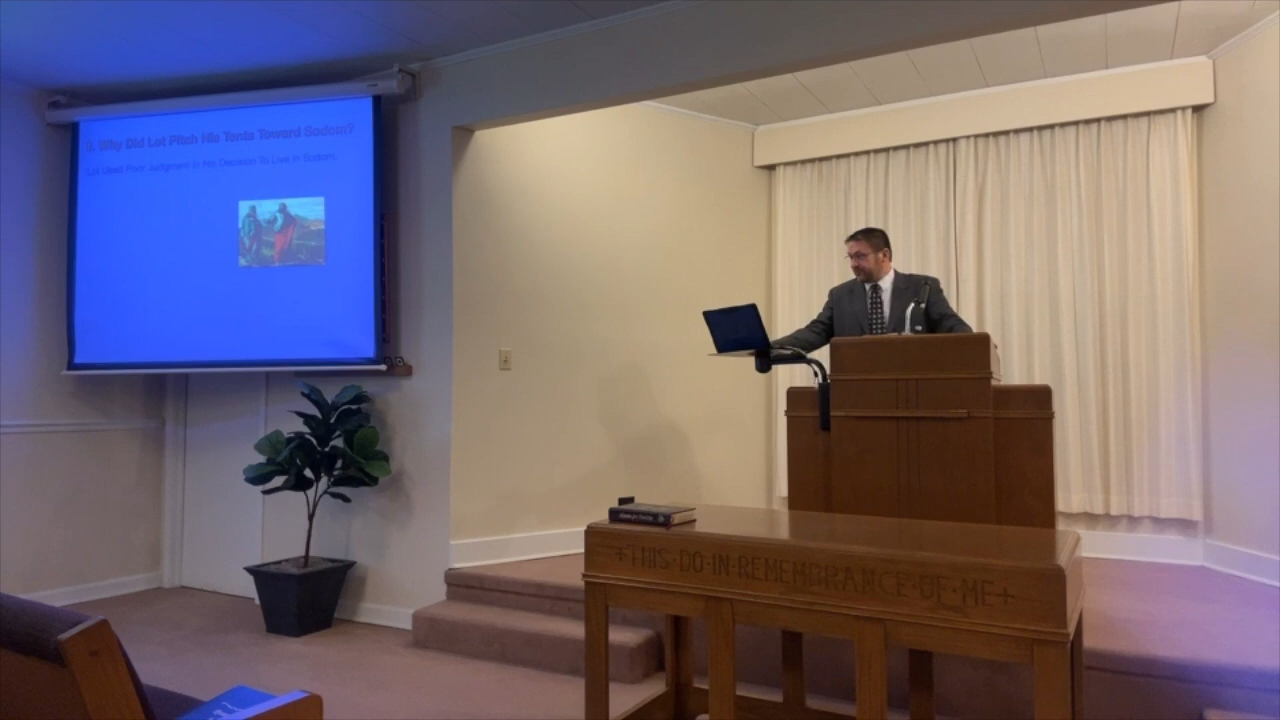 I. Why Did Lot Pitch His Tents Toward Sodom?
Lot Used Poor Judgment In His Decision To Live In Sodom.
+THIS·DO·IN·REMEMBRANCE·OF·ME+